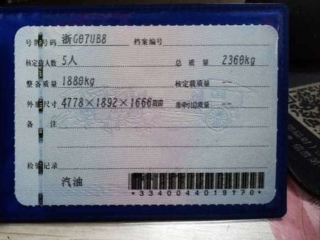 号牌号码 浙G07UB8 档案编号
核定载人数 5人 总质量 2360kg
整备质量 1880kg 核定载质量 --
外廓尺寸 4778×1892×1666mm 准牵引总质量 --
备注
检验记录
汽油
*3340044019170*